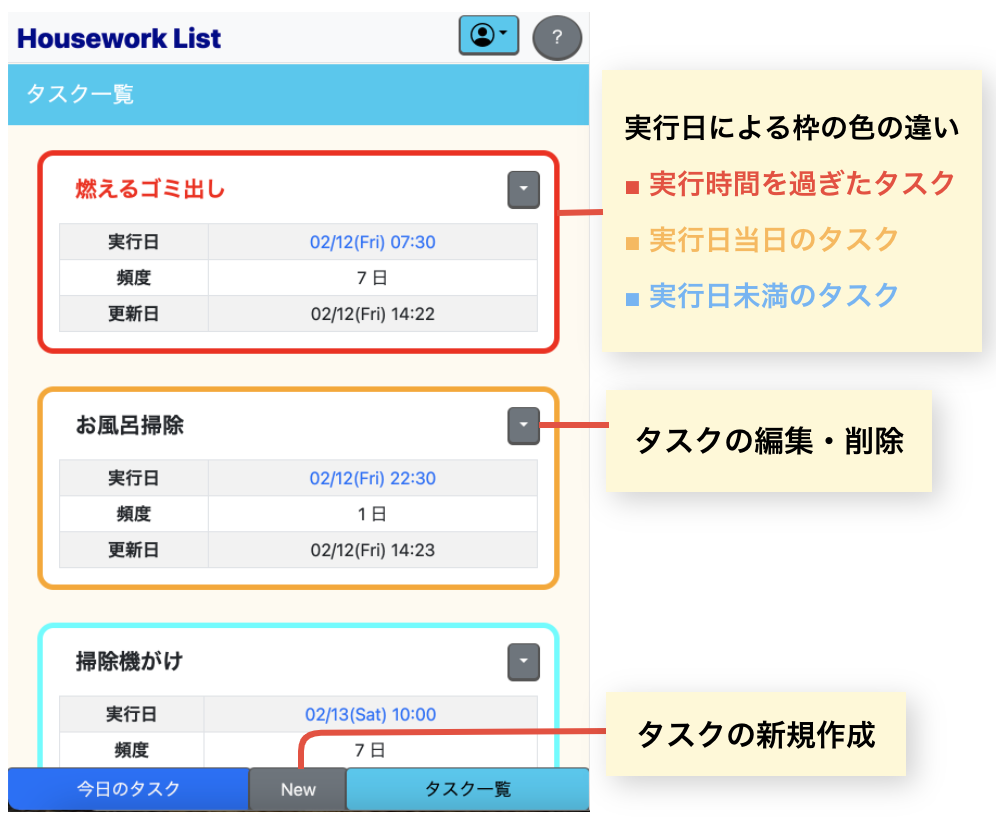 Housework List
?
タスク一覧
燃えるゴミ出し
実行日 02/12(Fri) 07:30
頻度 7 日
更新日 02/12(Fri) 14:22
お風呂掃除
実行日 02/12(Fri) 22:30
頻度 1 日
更新日 02/12(Fri) 14:23
掃除機がけ
実行日 02/13(Sat) 10:00
頻度 7 日
今日のタスク New タスク一覧
実行日による枠の色の違い
■ 実行時間を過ぎたタスク
■ 実行日当日のタスク
■ 実行日未満のタスク
タスクの編集・削除
タスクの新規作成